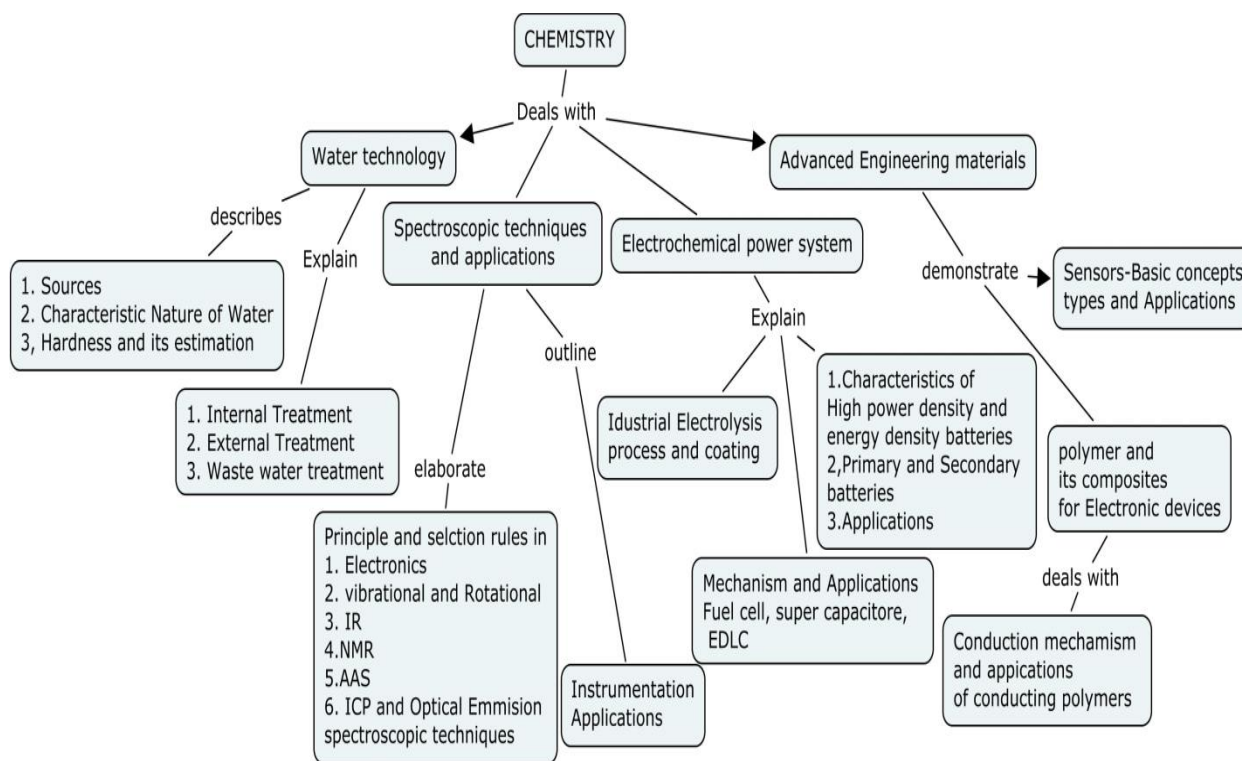 CHEMISTRY
Deals with
Water technology
Advanced Engineering materials
describes
Explain
Spectroscopic techniques
and applications
Electrochemical power system
demonstrate
Sensors-Basic concepts
types and Applications
1. Sources
2. Characteristic Nature of Water
3, Hardness and its estimation
Explain
outline
1. Internal Treatment
2. External Treatment
3. Waste water treatment
elaborate
Idustrial Electrolysis
process and coating
1.Characteristics of
High power density and
energy density batteries
2,Primary and Secondary
batteries
3.Applications
polymer and
its composites
for Electronic devices
Principle and selction rules in
1. Electronics
2. vibrational and Rotational
3. IR
4.NMR
5.AAS
6. ICP and Optical Emmision
spectroscopic techniques
Instrumentation
Applications
Mechanism and Applications
Fuel cell, super capacitore,
EDLC
deals with
Conduction mechamism
and appications
of conducting polymers